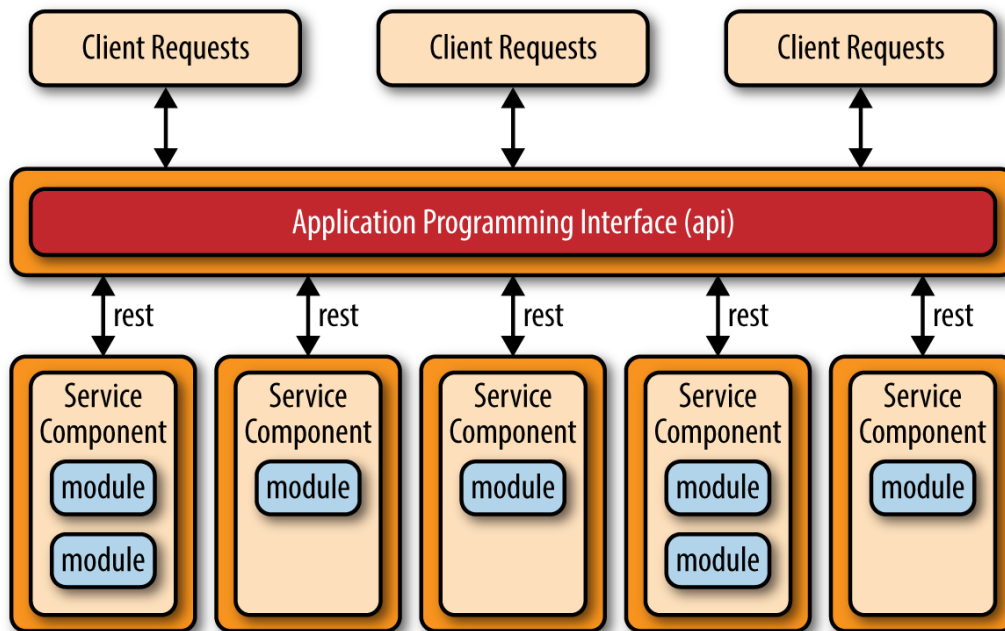 Client Requests
Client Requests
Client Requests
Application Programming Interface (api)
rest
rest
rest
rest
rest
Service
Component
module
module
Service
Component
module
Service
Component
module
Service
Component
module
module
Service
Component
module